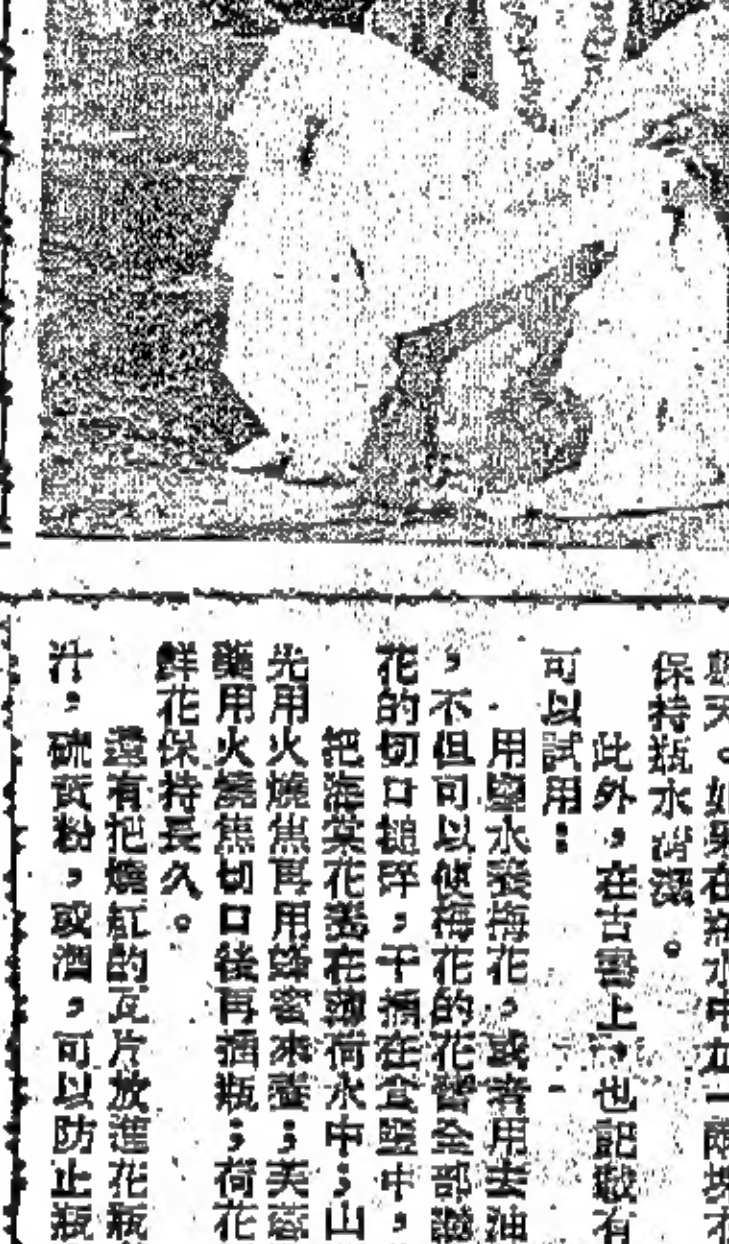 天。如果在瓶水中加一兩塊木
保持瓶水清潔。
此外,在古書上,也記載有
可以試用:
用鹽水養梅花,或者用去油
,不但可以使梅花的花蕾全部
花的切口搥碎,干插在食鹽中,
把海棠花養在薄荷水中;山
先用火燒焦再用蜂蜜來養;芙蓉
藥用火燒焦切口後再插瓶;荷花
鮮花保持長久。
還有把燒紅的瓦片放進花瓶
汁,硫黃粉,或酒,可以防止瓶